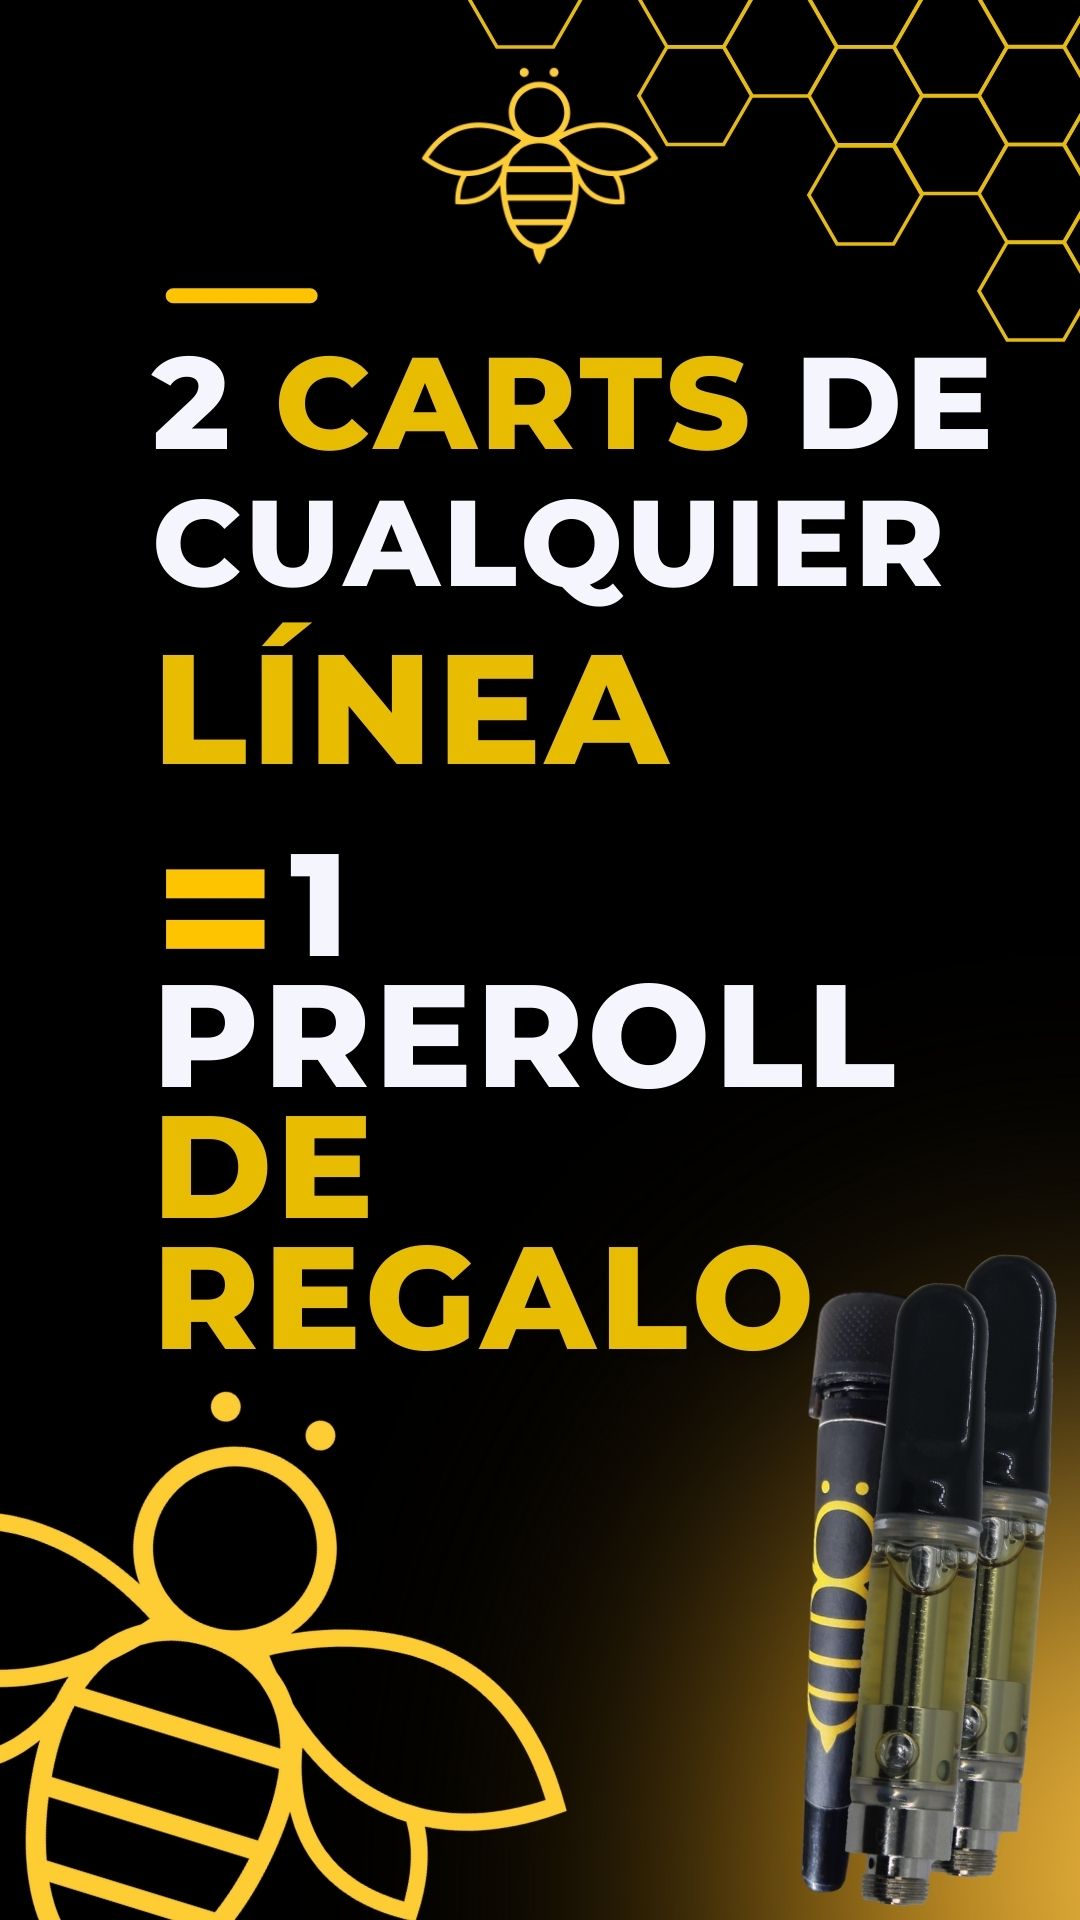 2 CARTS DE
CUALQUIER
LÍNEA
=1
PREROLL
DE
REGALO